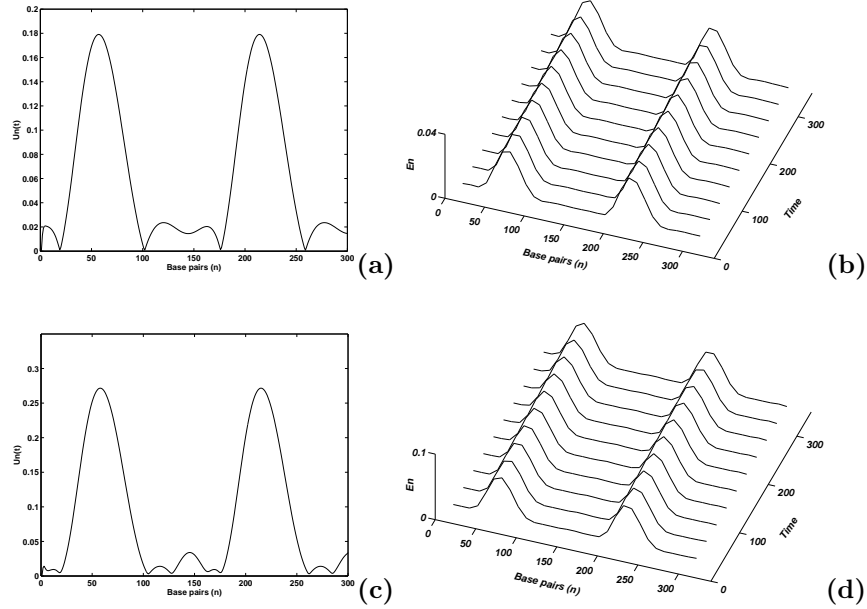 0.2
0.18
0.16
0.14
0.12
0.1
0.08
0.06
0.04
0.02
0
Un(t)
0 50 100 150 200 250 300
Base pairs (n)
(a)
0.04
0
En
0 50 100 150 200 250 300
Base pairs (n)
0 100 200 300
Time
(b)
0.35
0.3
0.25
0.2
0.15
0.1
0.05
0
Un(t)
0 50 100 150 200 250 300
Base pairs (n)
(c)
0.1
0
En
0 50 100 150 200 250 300
Base pairs (n)
0 100 200 300
Time
(d)